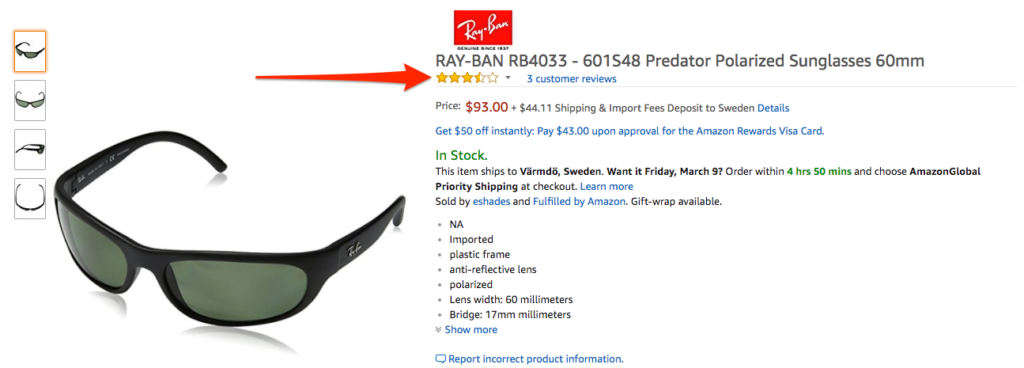 Ray-Ban
GENUINE SINCE 1937
RAY-BAN RB4033 - 601S48 Predator Polarized Sunglasses 60mm
3 customer reviews
Price: $93.00 + $44.11 Shipping & Import Fees Deposit to Sweden Details
Get $50 off instantly: Pay $43.00 upon approval for the Amazon Rewards Visa Card.
In Stock.
This item ships to Värmdö, Sweden. Want it Friday, March 9? Order within 4 hrs 50 mins and choose AmazonGlobal
Priority Shipping at checkout. Learn more
Sold by eshades and Fulfilled by Amazon. Gift-wrap available.
NA
Imported
plastic frame
anti-reflective lens
polarized
Lens width: 60 millimeters
Bridge: 17mm millimeters
Show more
Report incorrect product information.
Ray-Ban